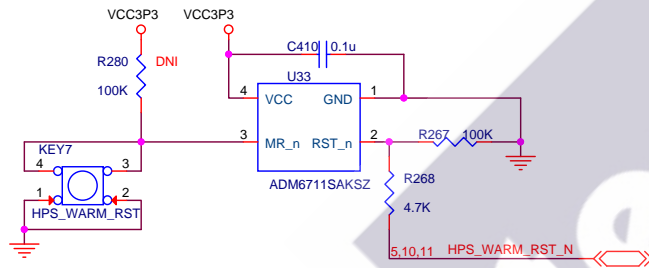 VCC3P3
VCC3P3
R280
DNI
100K
C410
0.1u
U33
4
VCC
GND
1
3
MR_n
RST_n
2
R267
100K
ADM6711SAKSZ
KEY7
4
3
1
2
HPS_WARM_RST
R268
4.7K
5,10,11
HPS_WARM_RST_N